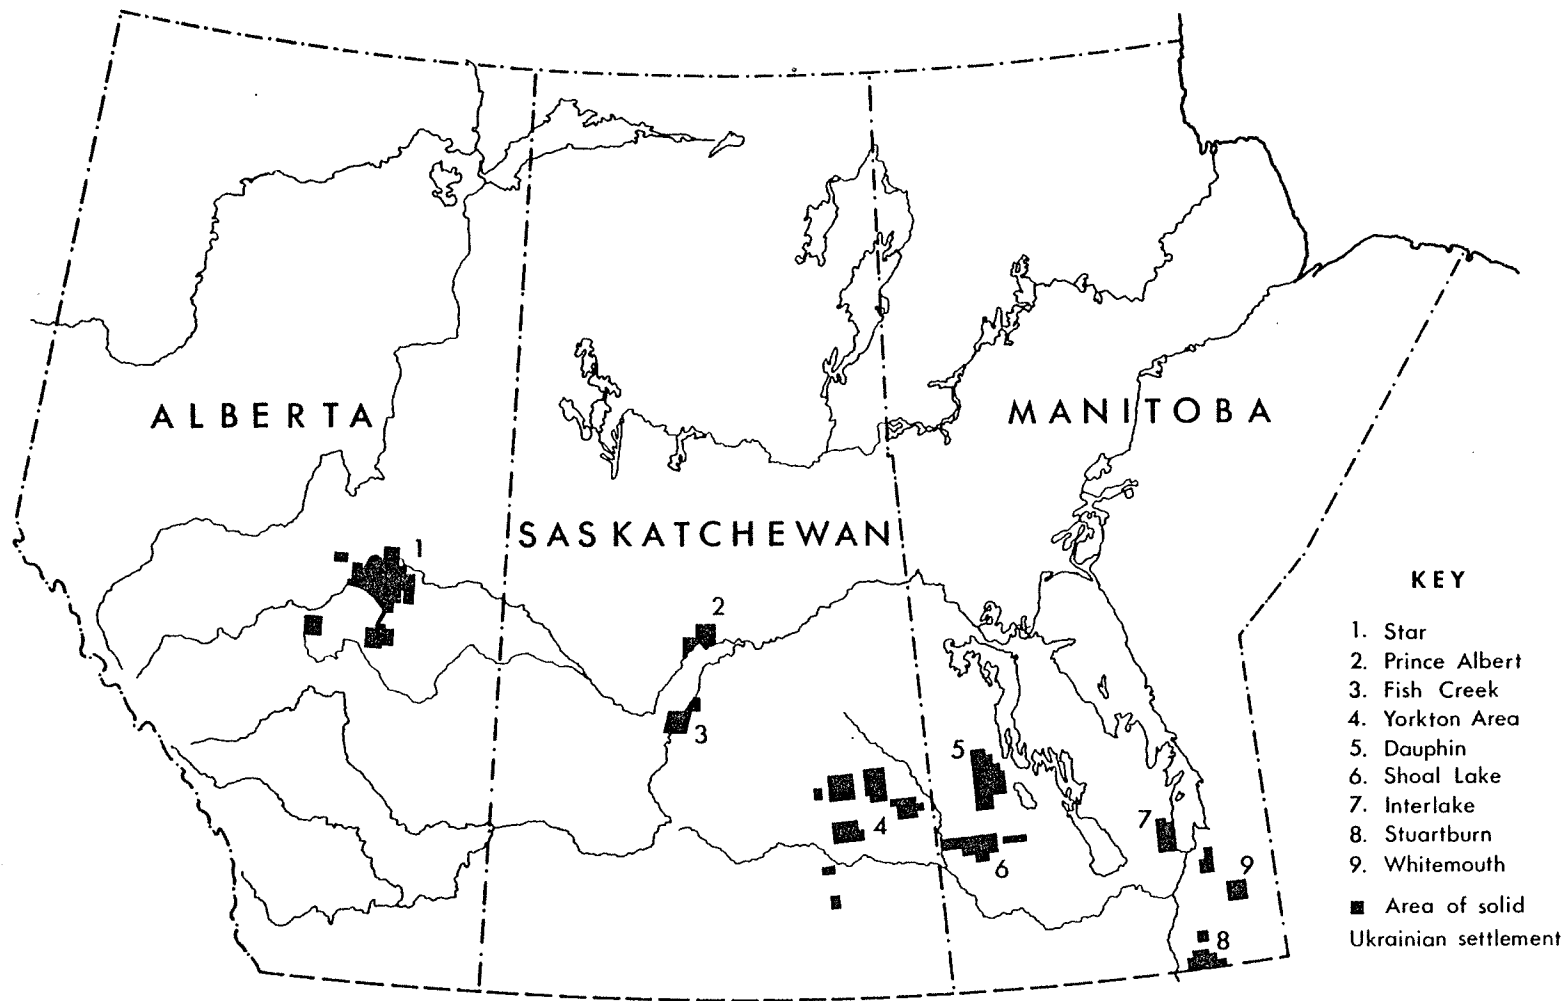 ALBERTA
SASKATCHEWAN
MANITOBA
1
2
3
4
5
6
7
8
9
KEY
1. Star
2. Prince Albert
3. Fish Creek
4. Yorkton Area
5. Dauphin
6. Shoal Lake
7. Interlake
8. Stuartburn
9. Whitemouth
Area of solid
Ukrainian settlement